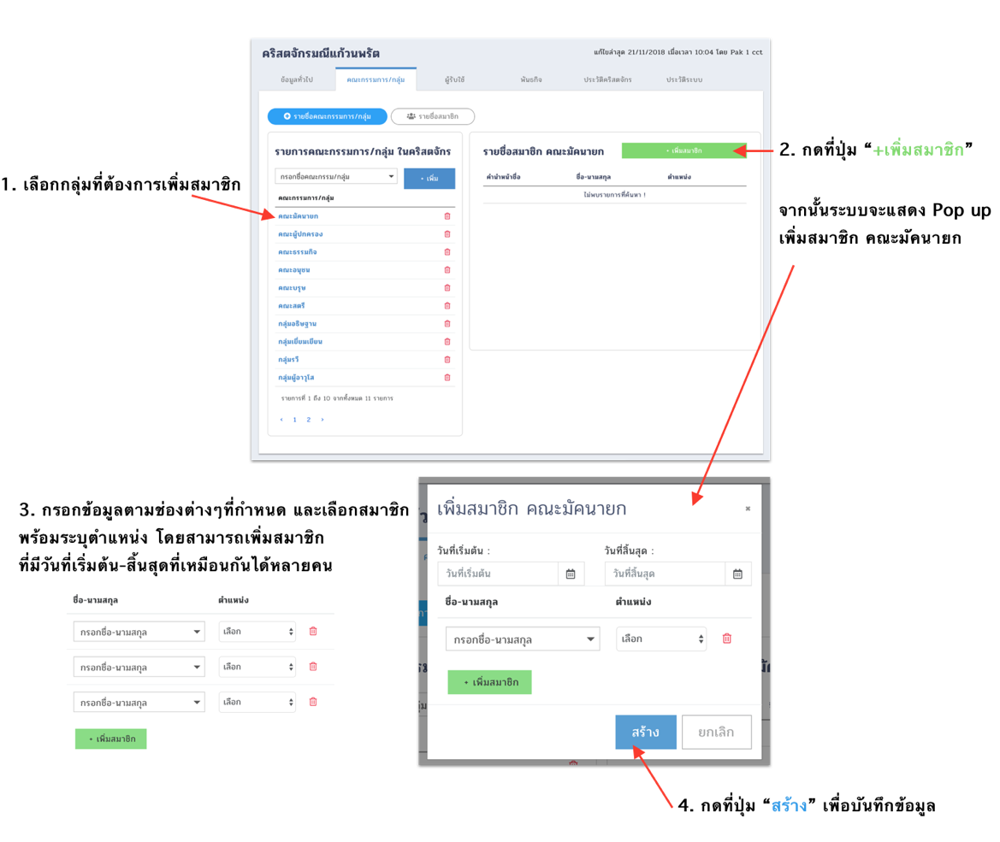 คริสตจักรมณีแก้วนพรัต
แก้ไขล่าสุด 21/11/2018 เมื่อเวลา 10:04 โดย Pak 1 cct
ข้อมูลทั่วไป คณะกรรมการ/กลุ่ม ผู้รับใช้ พันธกิจ ประวัติคริสตจักร ประวัติระบบ
รายชื่อคณะกรรมการ/กลุ่ม รายชื่อสมาชิก
รายการคณะกรรมการ/กลุ่ม ในคริสตจักร
กรอกชื่อคณะกรรม/กลุ่ม + เพิ่ม
คณะกรรมการ/กลุ่ม
คณะมัคนายก
คณะผู้ปกครอง
คณะธรรมกิจ
คณะอนุชน
คณะบุรุษ
คณะสตรี
กลุ่มอธิษฐาน
กลุ่มเยี่ยมเยียน
กลุ่มรวี
กลุ่มผู้อาวุโส
รายการที่ 1 ถึง 10 จากทั้งหมด 11 รายการ
‹ 1 2 ›
รายชื่อสมาชิก คณะมัคนายก + เพิ่มสมาชิก
คำนำหน้าชื่อ ชื่อ-นามสกุล ตำแหน่ง
ไม่พบรายการที่ค้นหา !
1. เลือกกลุ่มที่ต้องการเพิ่มสมาชิก
2. กดที่ปุ่ม “+เพิ่มสมาชิก”
จากนั้นระบบจะแสดง Pop up
เพิ่มสมาชิก คณะมัคนายก
3. กรอกข้อมูลตามช่องต่างๆที่กำหนด และเลือกสมาชิก
พร้อมระบุตำแหน่ง โดยสามารถเพิ่มสมาชิก
ที่มีวันที่เริ่มต้น-สิ้นสุดที่เหมือนกันได้หลายคน
ชื่อ-นามสกุล ตำแหน่ง
กรอกชื่อ-นามสกุล เลือก
กรอกชื่อ-นามสกุล เลือก
กรอกชื่อ-นามสกุล เลือก
+ เพิ่มสมาชิก
เพิ่มสมาชิก คณะมัคนายก ×
วันที่เริ่มต้น : วันที่สิ้นสุด :
วันที่เริ่มต้น วันที่สิ้นสุด
ชื่อ-นามสกุล ตำแหน่ง
กรอกชื่อ-นามสกุล เลือก
+ เพิ่มสมาชิก
สร้าง ยกเลิก
4. กดที่ปุ่ม “สร้าง” เพื่อบันทึกข้อมูล